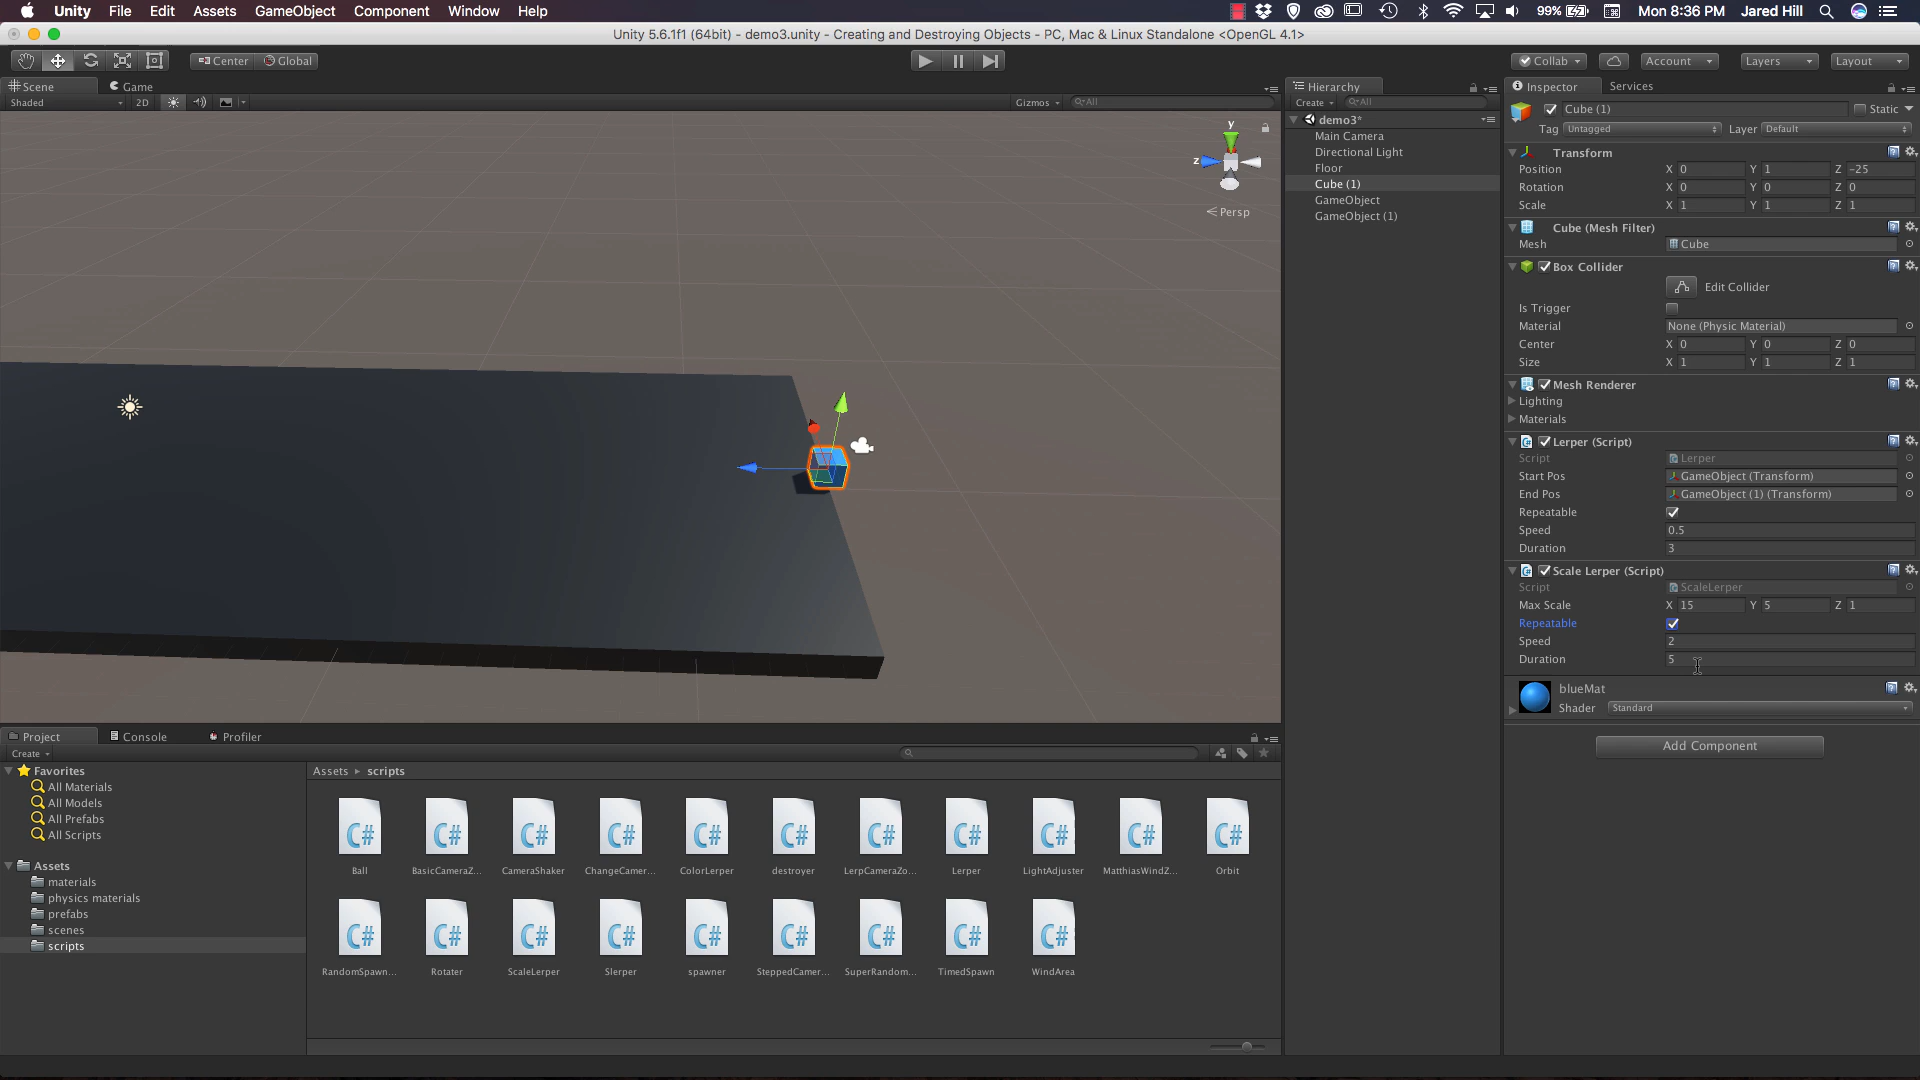 Unity File Edit Assets GameObject Component Window Help
99%
Mon 8:36 PM Jared Hill
Unity 5.6.1f1 (64bit) - demo3.unity - Creating and Destroying Objects - PC, Mac & Linux Standalone <OpenGL 4.1>
Center Global
Collab Account Layers Layout
Scene Game
Shaded 2D Gizmos All
y
z
Persp
Hierarchy
Create All
demo3*
Main Camera
Directional Light
Floor
Cube (1)
GameObject
GameObject (1)
Inspector Services
Cube (1) Static
Tag Untagged Layer Default
Transform
Position X 0 Y 1 Z -25
Rotation X 0 Y 0 Z 0
Scale X 1 Y 1 Z 1
Cube (Mesh Filter)
Mesh Cube
Box Collider
Edit Collider
Is Trigger
Material None (Physic Material)
Center X 0 Y 0 Z 0
Size X 1 Y 1 Z 1
Mesh Renderer
Lighting
Materials
Lerper (Script)
Script Lerper
Start Pos GameObject (Transform)
End Pos GameObject (1) (Transform)
Repeatable
Speed 0.5
Duration 3
Scale Lerper (Script)
Script ScaleLerper
Max Scale X 15 Y 5 Z 1
Repeatable
Speed 2
Duration 5
blueMat
Shader Standard
Add Component
Project Console Profiler
Create
Favorites
All Materials
All Models
All Prefabs
All Scripts
Assets
materials
physics materials
prefabs
scenes
scripts
Assets scripts
C# C# C# C# C# C# C# C# C# C# C#
Ball BasicCameraZ... CameraShaker ChangeCamer... ColorLerper destroyer LerpCameraZo... Lerper LightAdjuster MatthiasWindZ... Orbit
C# C# C# C# C# C# C# C# C#
RandomSpawn... Rotater ScaleLerper Slerper spawner SteppedCamer... SuperRandom... TimedSpawn WindArea